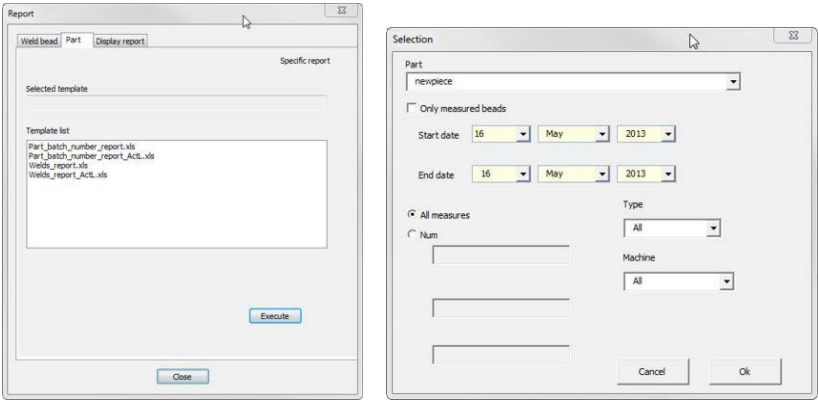 Report
Weld bead Part Display report
Specific report
Selected template
Template list
Part_batch_number_report.xls
Part_batch_number_report_ActL.xls
Welds_report.xls
Welds_report_ActL.xls
Execute
Close
Selection
Part
newpiece
Only measured beads
Start date 16 May 2013
End date 16 May 2013
All measures
Num
Type
All
Machine
All
Cancel Ok